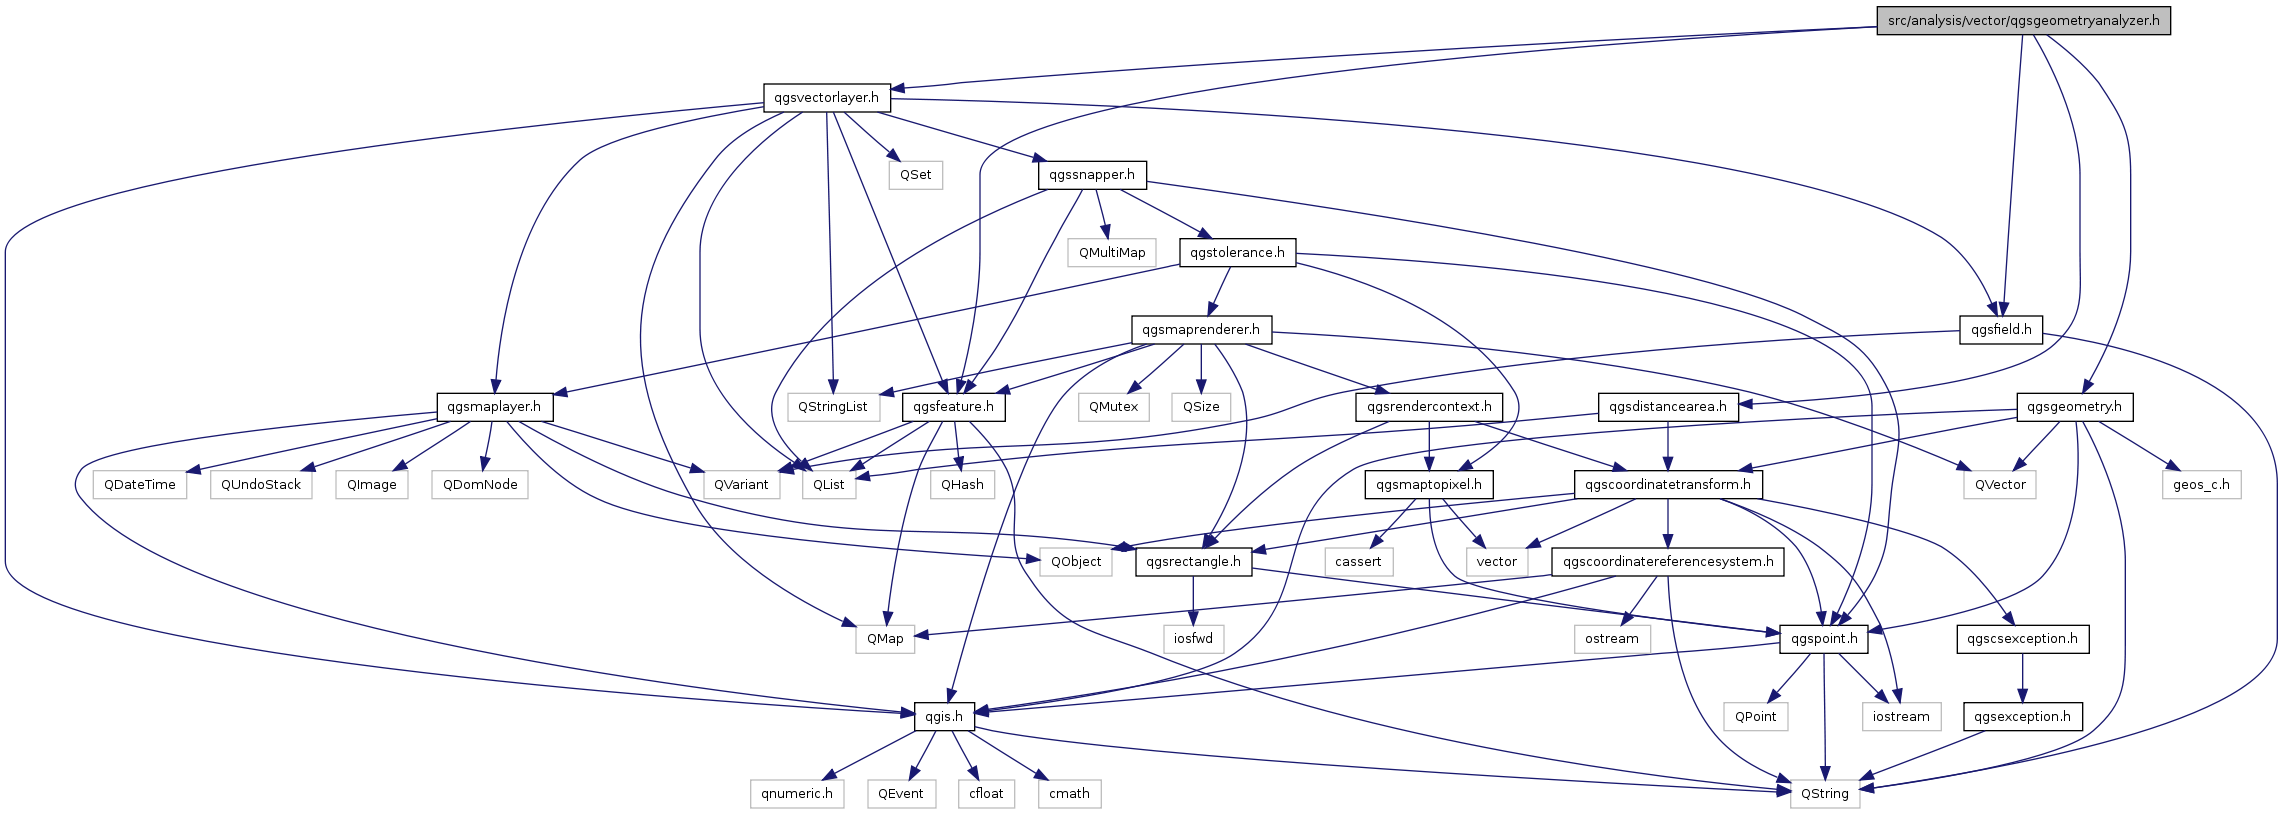 src/analysis/vector/qgsgeometryanalyzer.h
qgsvectorlayer.h
QSet
qgssnapper.h
QMultiMap
qgstolerance.h
qgsmaprenderer.h
qgsfield.h
qgsmaplayer.h
QStringList
qgsfeature.h
QMutex
QSize
qgsrendercontext.h
qgsdistancearea.h
qgsgeometry.h
QDateTime
QUndoStack
QImage
QDomNode
QVariant
QList
QHash
qgsmaptopixel.h
qgscoordinatetransform.h
QVector
geos_c.h
QObject
qgsrectangle.h
cassert
vector
qgscoordinatereferencesystem.h
QMap
iosfwd
ostream
qgspoint.h
qgscsexception.h
qgis.h
QPoint
iostream
qgsexception.h
qnumeric.h
QEvent
cfloat
cmath
QString